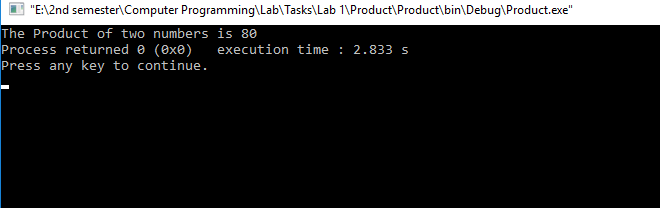 "E:\2nd semester\Computer Programming\Lab\Tasks\Lab 1\Product\Product\bin\Debug\Product.exe"
The Product of two numbers is 80
Process returned 0 (0x0)   execution time : 2.833 s
Press any key to continue.